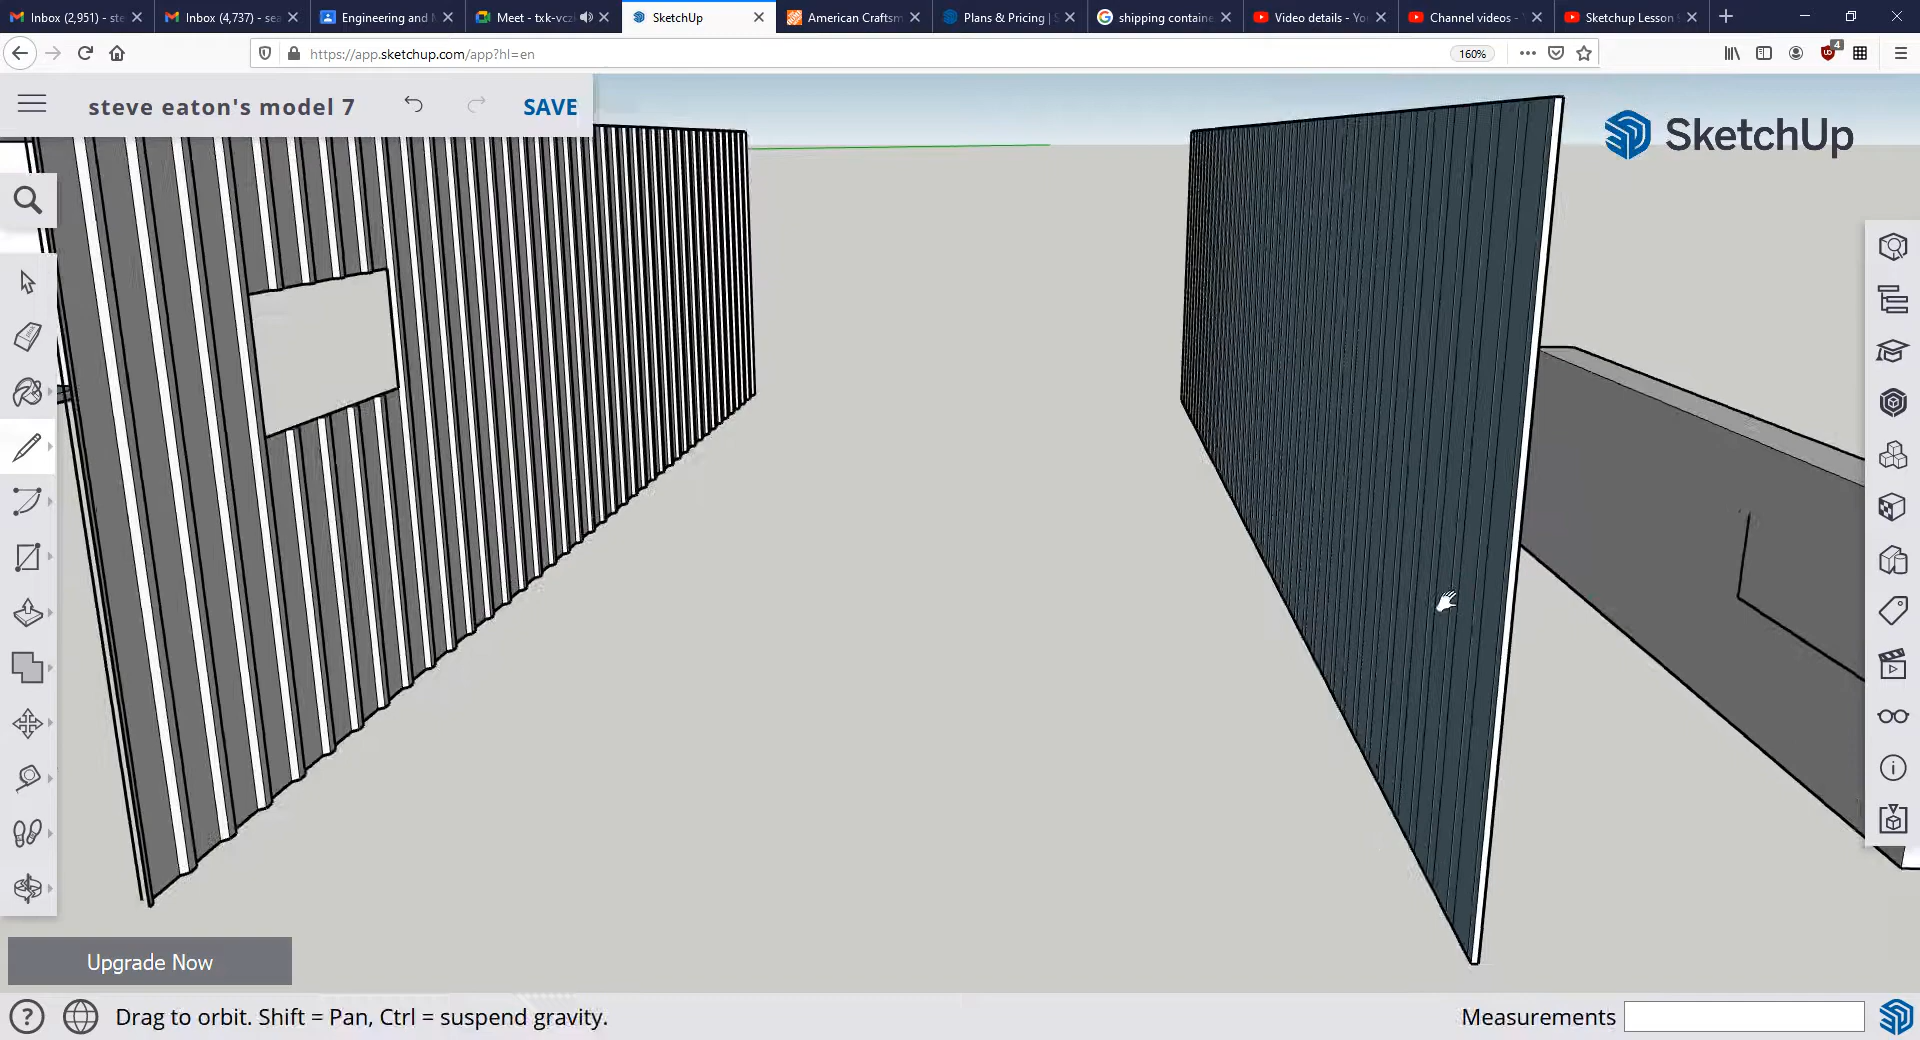 Inbox (2,951) - ste
Inbox (4,737) - sea
Engineering and M
Meet - txk-vcz
SketchUp
American Craftsm
Plans & Pricing | S
shipping containe
Video details - Yo
Channel videos - Y
Sketchup Lesson
https://app.sketchup.com/app?hl=en
160%
4
steve eaton's model 7
SAVE
SketchUp
Upgrade Now
Drag to orbit. Shift = Pan, Ctrl = suspend gravity.
Measurements